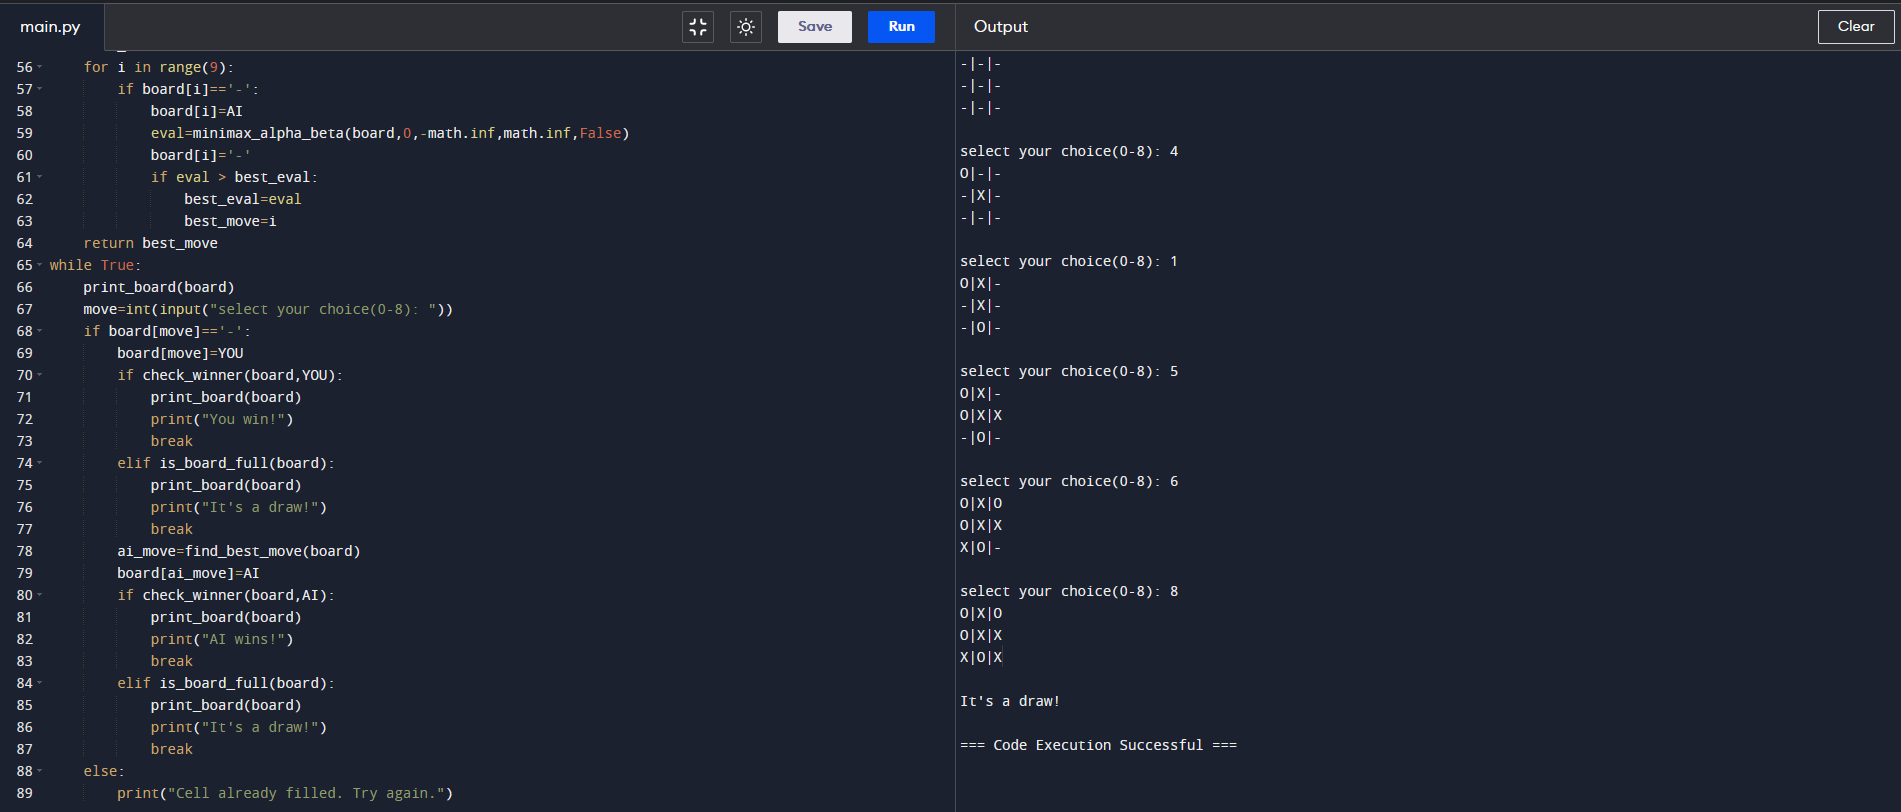 main.py
Save
Run
Output
Clear
56 for i in range(9):
57 if board[i]=='-':
58 board[i]=AI
59 eval=minimax_alpha_beta(board,0,-math.inf,math.inf,False)
60 board[i]='-'
61 if eval > best_eval:
62 best_eval=eval
63 best_move=i
64 return best_move
65 while True:
66 print_board(board)
67 move=int(input("select your choice(0-8): "))
68 if board[move]=='-':
69 board[move]=YOU
70 if check_winner(board,YOU):
71 print_board(board)
72 print("You win!")
73 break
74 elif is_board_full(board):
75 print_board(board)
76 print("It's a draw!")
77 break
78 ai_move=find_best_move(board)
79 board[ai_move]=AI
80 if check_winner(board,AI):
81 print_board(board)
82 print("AI wins!")
83 break
84 elif is_board_full(board):
85 print_board(board)
86 print("It's a draw!")
87 break
88 else:
89 print("Cell already filled. Try again.")
-|-|-
-|-|-
-|-|-
select your choice(0-8): 4
O|-|-
-|X|-
-|-|-
select your choice(0-8): 1
O|X|-
-|X|-
-|O|-
select your choice(0-8): 5
O|X|-
O|X|X
-|O|-
select your choice(0-8): 6
O|X|O
O|X|X
X|O|-
select your choice(0-8): 8
O|X|O
O|X|X
X|O|X
It's a draw!
=== Code Execution Successful ===